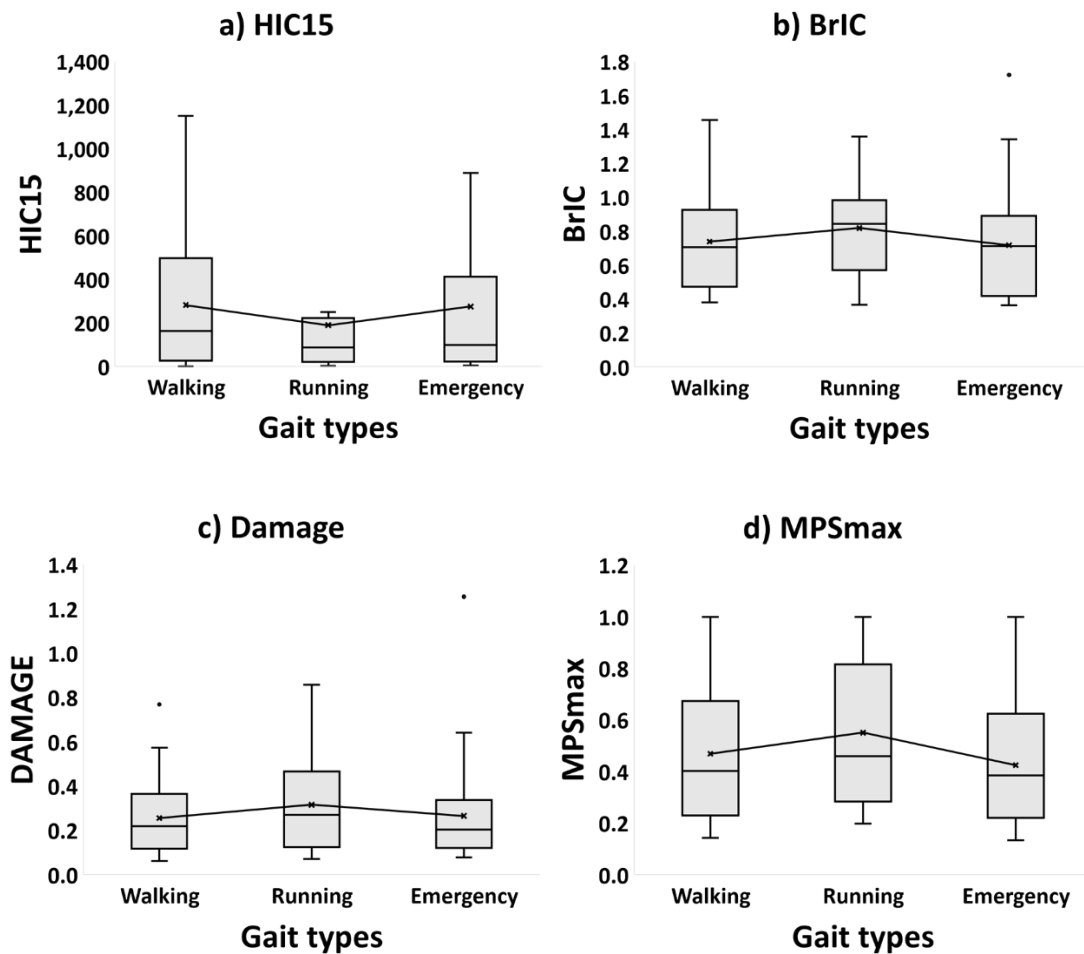 a) HIC15
1,400
1,200
1,000
800
600
400
200
0
HIC15
Walking Running Emergency
Gait types
b) BrIC
1.8
1.6
1.4
1.2
1.0
0.8
0.6
0.4
0.2
0.0
BrIC
Walking Running Emergency
Gait types
c) Damage
1.4
1.2
1.0
0.8
0.6
0.4
0.2
0.0
DAMAGE
Walking Running Emergency
Gait types
d) MPSmax
1.2
1.0
0.8
0.6
0.4
0.2
0.0
MPSmax
Walking Running Emergency
Gait types